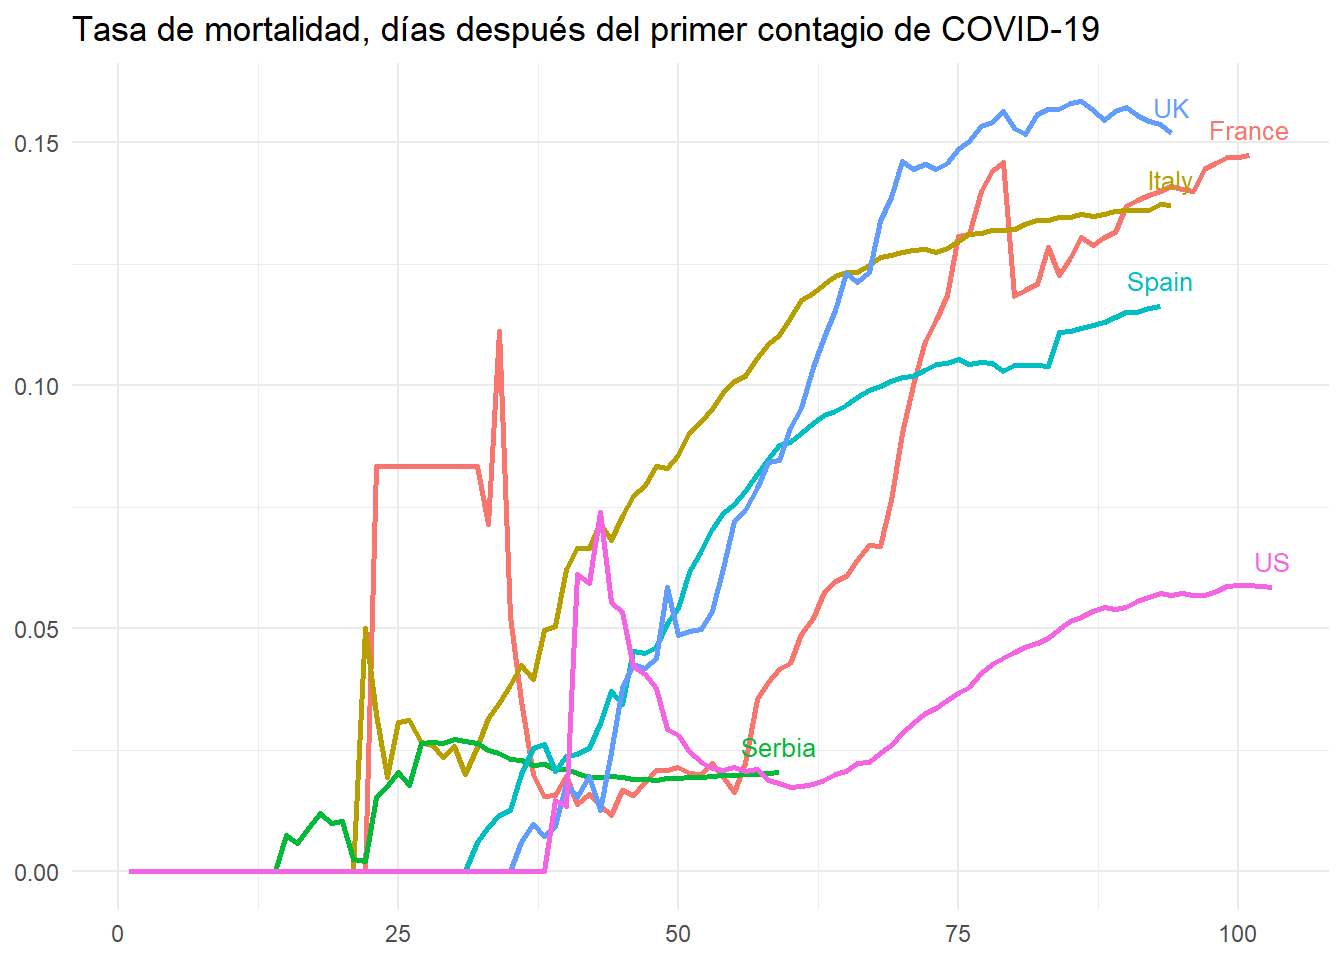 Tasa de mortalidad, días después del primer contagio de COVID-19
UK
France
0.15
Italy
Spain
0.10
US
0.05
Serbia
0.00
0 25 50 75 100